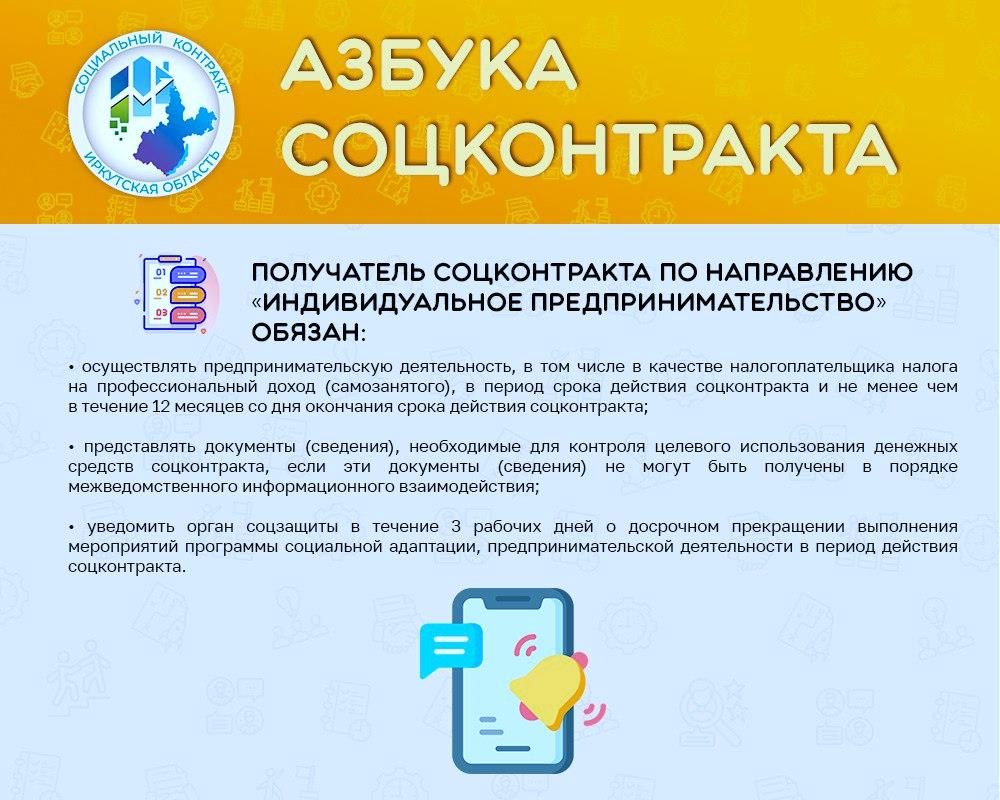 СОЦИАЛЬНЫЙ КОНТРАКТ
ИРКУТСКАЯ ОБЛАСТЬ
АЗБУКА
СОЦКОНТРАКТА
01
02
03
ПОЛУЧАТЕЛЬ СОЦКОНТРАКТА ПО НАПРАВЛЕНИЮ
«ИНДИВИДУАЛЬНОЕ ПРЕДПРИНИМАТЕЛЬСТВО»
ОБЯЗАН:
• осуществлять предпринимательскую деятельность, в том числе в качестве налогоплательщика налога
на профессиональный доход (самозанятого), в период срока действия соцконтракта и не менее чем
в течение 12 месяцев со дня окончания срока действия соцконтракта;
• представлять документы (сведения), необходимые для контроля целевого использования денежных
средств соцконтракта, если эти документы (сведения) не могут быть получены в порядке
межведомственного информационного взаимодействия;
• уведомить орган соцзащиты в течение 3 рабочих дней о досрочном прекращении выполнения
мероприятий программы социальной адаптации, предпринимательской деятельности в период действия
соцконтракта.